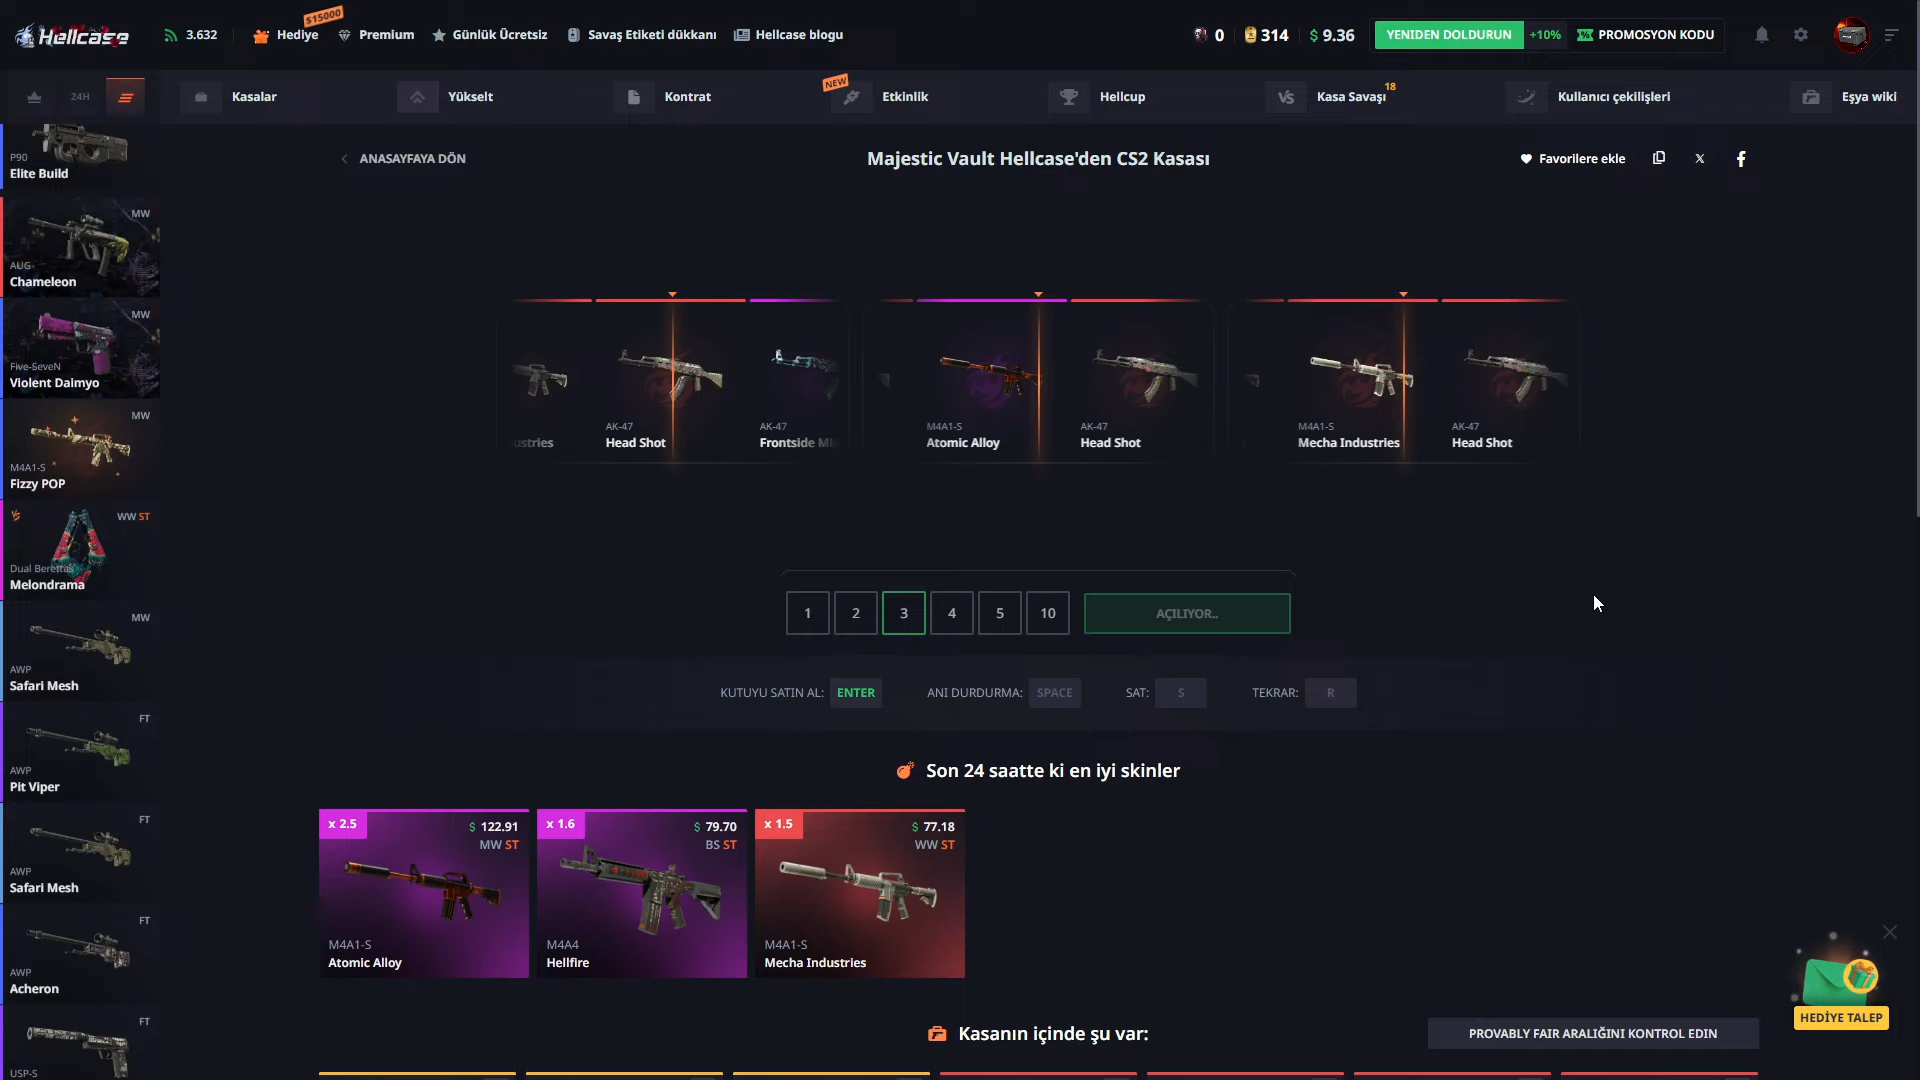 Hellcase
3.632
$15000
Hediye
Premium
Günlük Ücretsiz
Savaş Etiketi dükkanı
Hellcase blogu
0
314
$ 9.36
YENIDEN DOLDURUN
+10%
PROMOSYON KODU
24H
Kasalar
Yükselt
Kontrat
NEW
Etkinlik
Hellcup
VS
Kasa Savaşı
18
Kullanıcı çekilişleri
Eşya wiki
P90
Elite Build
MW
AUG
Chameleon
MW
Five-SeveN
Violent Daimyo
MW
M4A1-S
Fizzy POP
VS
WW ST
Dual Berettas
Melondrama
MW
AWP
Safari Mesh
FT
AWP
Pit Viper
FT
AWP
Safari Mesh
FT
AWP
Acheron
FT
USP-S
ANASAYFAYA DÖN
Majestic Vault Hellcase'den CS2 Kasası
Favorilere ekle
ustries
AK-47
Head Shot
AK-47
Frontside Mi
M4A1-S
Atomic Alloy
AK-47
Head Shot
M4A1-S
Mecha Industries
AK-47
Head Shot
1
2
3
4
5
10
AÇILIYOR..
KUTUYU SATIN AL: ENTER
ANI DURDURMA: SPACE
SAT: S
TEKRAR: R
Son 24 saatte ki en iyi skinler
x 2.5
$ 122.91
MW ST
M4A1-S
Atomic Alloy
x 1.6
$ 79.70
BS ST
M4A4
Hellfire
x 1.5
$ 77.18
WW ST
M4A1-S
Mecha Industries
HEDİYE TALEP
Kasanın içinde şu var:
PROVABLY FAIR ARALIĞINI KONTROL EDIN